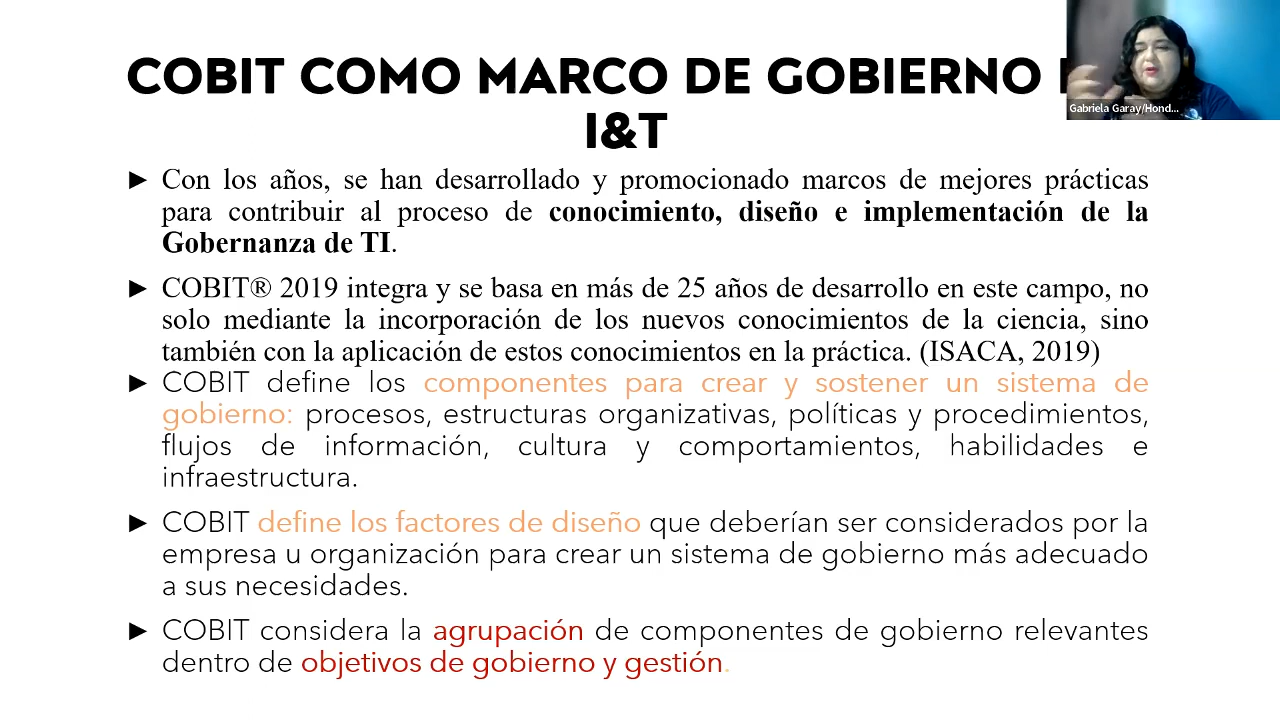 COBIT COMO MARCO DE GOBIERNO
I&T
Gabriela Garay/Hond...
► Con los años, se han desarrollado y promocionado marcos de mejores prácticas
para contribuir al proceso de conocimiento, diseño e implementación de la
Gobernanza de TI.
► COBIT® 2019 integra y se basa en más de 25 años de desarrollo en este campo, no
solo mediante la incorporación de los nuevos conocimientos de la ciencia, sino
también con la aplicación de estos conocimientos en la práctica. (ISACA, 2019)
► COBIT define los componentes para crear y sostener un sistema de
gobierno: procesos, estructuras organizativas, políticas y procedimientos,
flujos de información, cultura y comportamientos, habilidades e
infraestructura.
► COBIT define los factores de diseño que deberían ser considerados por la
empresa u organización para crear un sistema de gobierno más adecuado
a sus necesidades.
► COBIT considera la agrupación de componentes de gobierno relevantes
dentro de objetivos de gobierno y gestión.